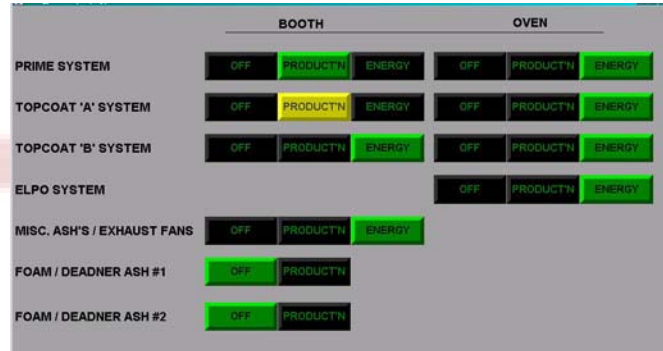 BOOTH OVEN
PRIME SYSTEM OFF PRODUCT'N ENERGY OFF PRODUCT'N ENERGY
TOPCOAT 'A' SYSTEM OFF PRODUCT'N ENERGY OFF PRODUCT'N ENERGY
TOPCOAT 'B' SYSTEM OFF PRODUCT'N ENERGY OFF PRODUCT'N ENERGY
ELPO SYSTEM OFF PRODUCT'N ENERGY
MISC. ASH'S / EXHAUST FANS OFF PRODUCT'N ENERGY
FOAM / DEADNER ASH #1 OFF PRODUCT'N
FOAM / DEADNER ASH #2 OFF PRODUCT'N